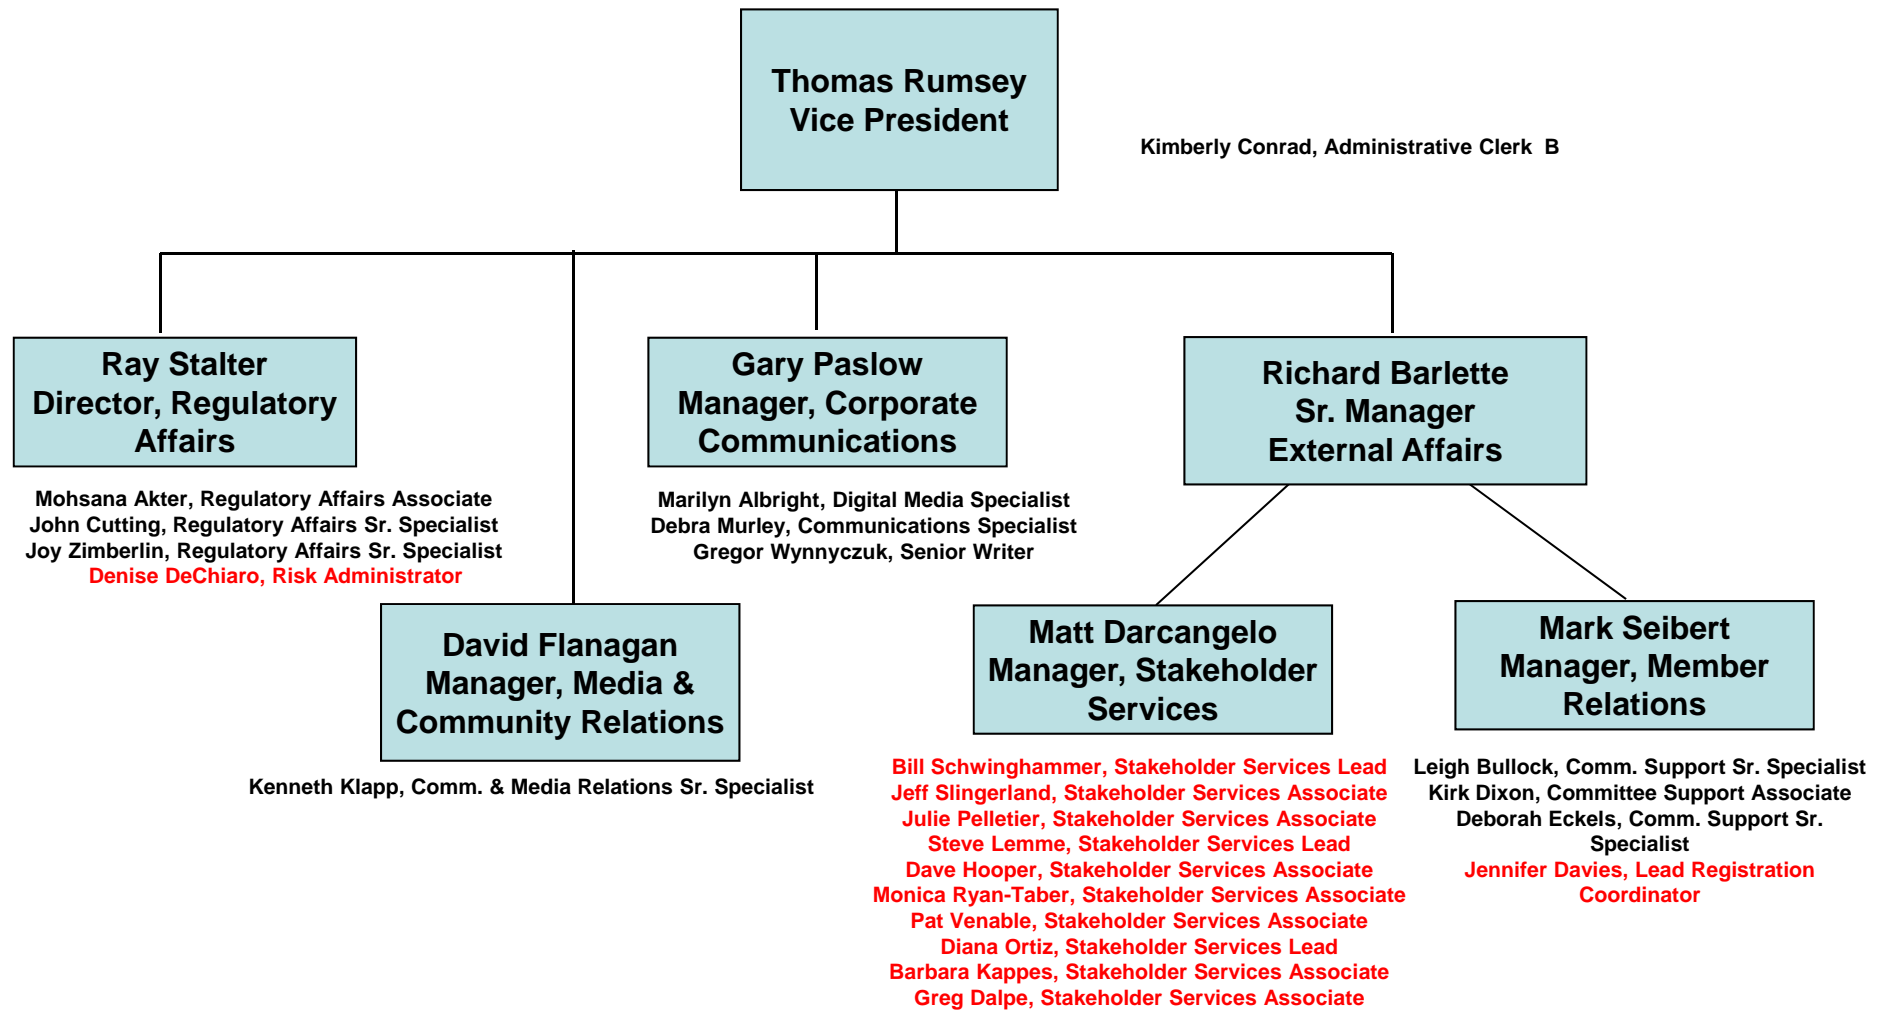 Thomas Rumsey
Vice President
Kimberly Conrad, Administrative Clerk  B
Ray Stalter
Director, Regulatory
Affairs
Mohsana Akter, Regulatory Affairs Associate
John Cutting, Regulatory Affairs Sr. Specialist
Joy Zimberlin, Regulatory Affairs Sr. Specialist
Denise DeChiaro, Risk Administrator
David Flanagan
Manager, Media &
Community Relations
Kenneth Klapp, Comm. & Media Relations Sr. Specialist
Gary Paslow
Manager, Corporate
Communications
Marilyn Albright, Digital Media Specialist
Debra Murley, Communications Specialist
Gregor Wynnyczuk, Senior Writer
Richard Barlette
Sr. Manager
External Affairs
Matt Darcangelo
Manager, Stakeholder
Services
Bill Schwinghammer, Stakeholder Services Lead
Jeff Slingerland, Stakeholder Services Associate
Julie Pelletier, Stakeholder Services Associate
Steve Lemme, Stakeholder Services Lead
Dave Hooper, Stakeholder Services Associate
Monica Ryan-Taber, Stakeholder Services Associate
Pat Venable, Stakeholder Services Associate
Diana Ortiz, Stakeholder Services Lead
Barbara Kappes, Stakeholder Services Associate
Greg Dalpe, Stakeholder Services Associate
Mark Seibert
Manager, Member
Relations
Leigh Bullock, Comm. Support Sr. Specialist
Kirk Dixon, Committee Support Associate
Deborah Eckels, Comm. Support Sr.
Specialist
Jennifer Davies, Lead Registration
Coordinator